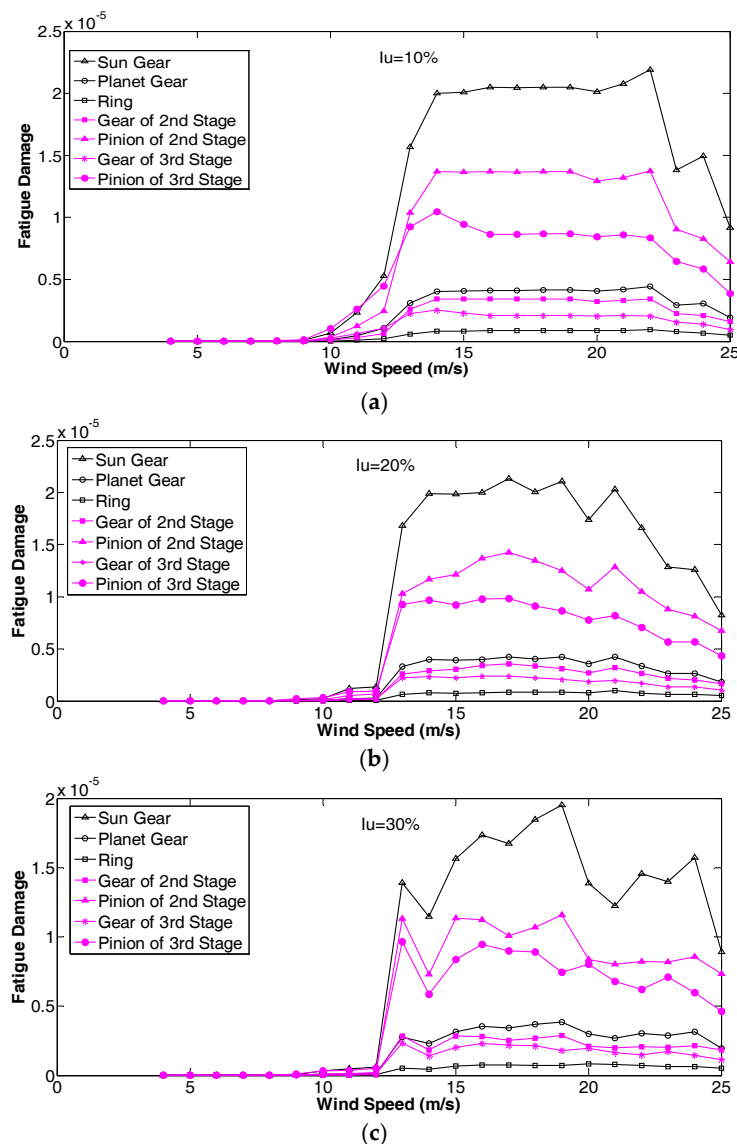 x 10
-5
2.5
Iu=10%
Sun Gear
Planet Gear
Ring
Gear of 2nd Stage
Pinion of 2nd Stage
Gear of 3rd Stage
Pinion of 3rd Stage
2
1.5
1
0.5
0
Fatigue Damage
0 5 10 15 20 25
Wind Speed (m/s)
(a)
x 10
-5
2.5
Iu=20%
Sun Gear
Planet Gear
Ring
Gear of 2nd Stage
Pinion of 2nd Stage
Gear of 3rd Stage
Pinion of 3rd Stage
2
1.5
1
0.5
0
Fatigue Damage
0 5 10 15 20 25
Wind Speed (m/s)
(b)
x 10
-5
2
Iu=30%
Sun Gear
Planet Gear
Ring
Gear of 2nd Stage
Pinion of 2nd Stage
Gear of 3rd Stage
Pinion of 3rd Stage
1.5
1
0.5
0
Fatigue Damage
0 5 10 15 20 25
Wind Speed (m/s)
(c)